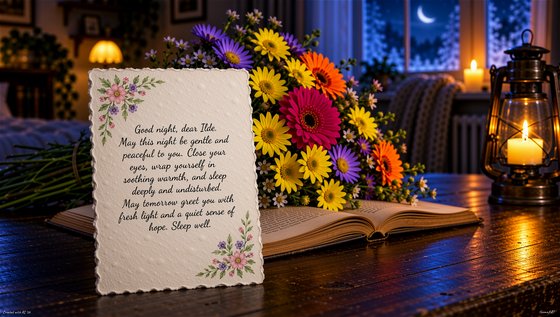 Good night, dear Ilde.
May this night be gentle and
peaceful to you. Close your
eyes, wrap yourself in
soothing warmth, and sleep
deeply and undisturbed.
May tomorrow greet you with
fresh light and a quiet sense of
hope. Sleep well.